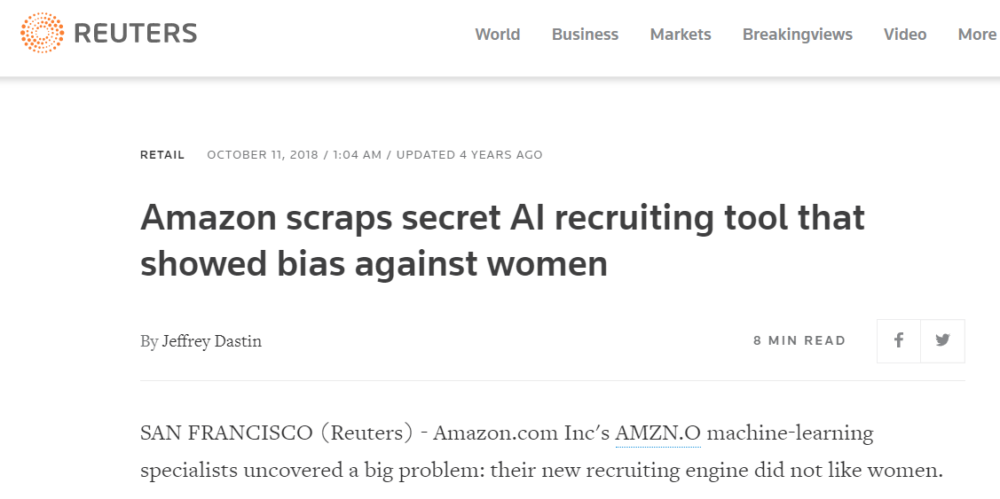 REUTERS
World Business Markets Breakingviews Video More
RETAIL OCTOBER 11, 2018 / 1:04 AM / UPDATED 4 YEARS AGO
Amazon scraps secret AI recruiting tool that
showed bias against women
By Jeffrey Dastin
8 MIN READ
SAN FRANCISCO (Reuters) - Amazon.com Inc's AMZN.O machine-learning
specialists uncovered a big problem: their new recruiting engine did not like women.